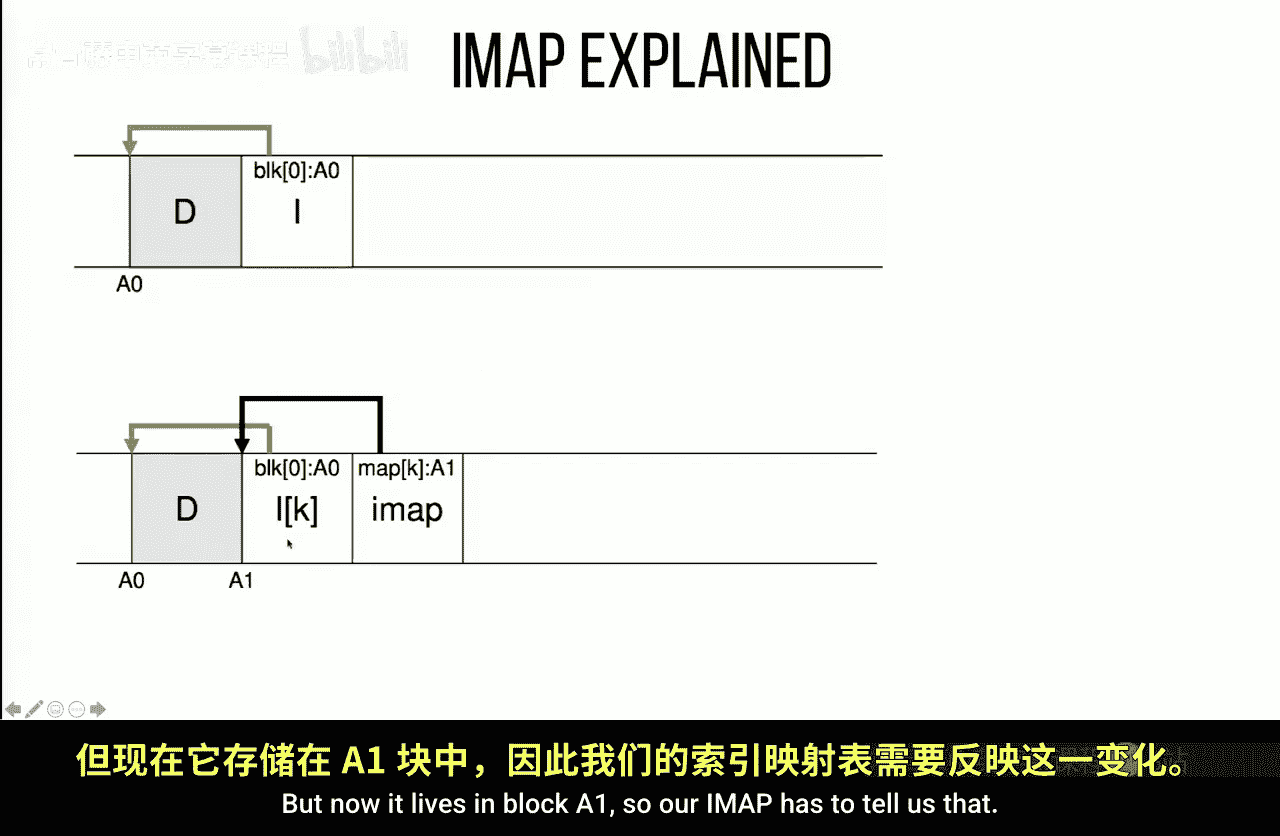 IMAP EXPLAINED
bilibili
blk[0]:A0
D
I
A0
blk[0]:A0
map[k]:A1
D
I[k]
imap
A0
A1
但现在它存储在 A1 块中，因此我们的索引映射表需要反映这一变化。
But now it lives in block A1, so our IMAP has to tell us that.